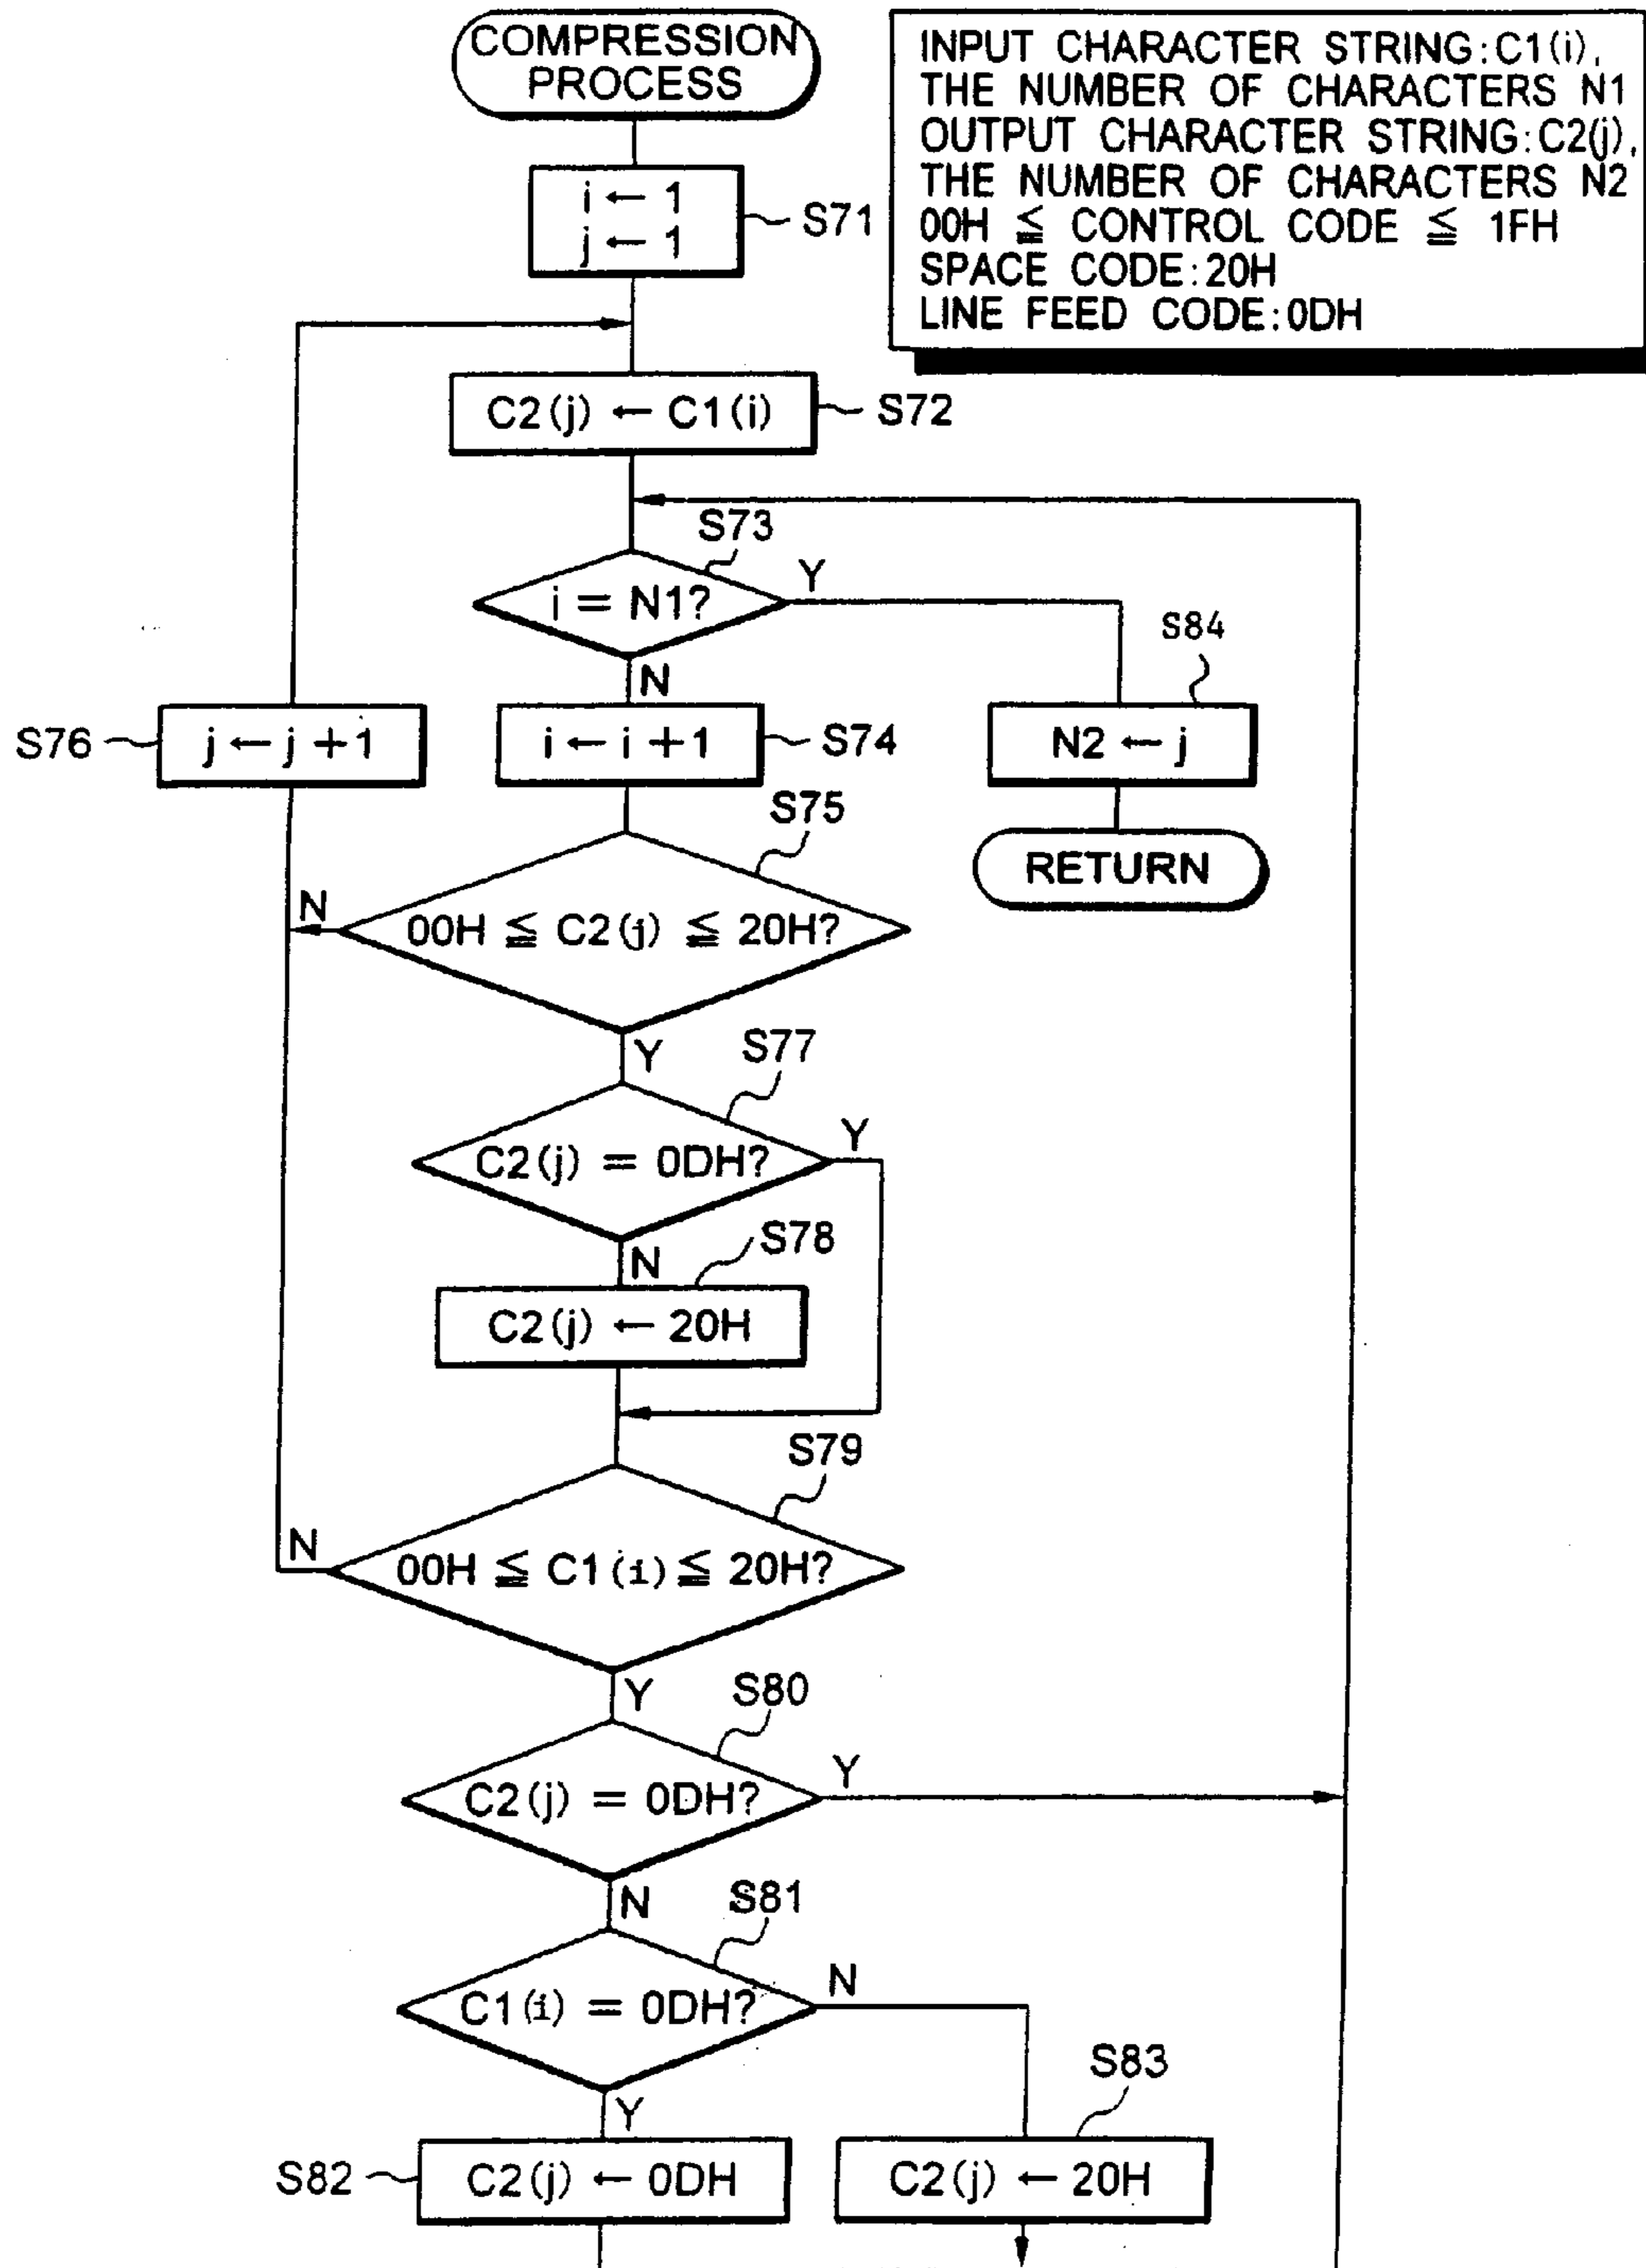 COMPRESSION
PROCESS
INPUT CHARACTER STRING:C1(i),
THE NUMBER OF CHARACTERS N1
OUTPUT CHARACTER STRING:C2(j),
THE NUMBER OF CHARACTERS N2
00H ≦ CONTROL CODE ≦ 1FH
SPACE CODE:20H
LINE FEED CODE:0DH
i ← 1
j ← 1
S71
C2(j) ← C1(i)
S72
S73
i = N1?
Y
N
S84
S76
j ← j + 1
i ← i + 1
S74
N2 ← j
S75
RETURN
N
00H ≦ C2(j) ≦ 20H?
Y
S77
C2(j) = 0DH?
Y
N
S78
C2(j) ← 20H
S79
N
00H ≦ C1(i) ≦ 20H?
Y
S80
C2(j) = 0DH?
Y
N
S81
C1(i) = 0DH?
N
Y
S83
S82
C2(j) ← 0DH
C2(j) ← 20H